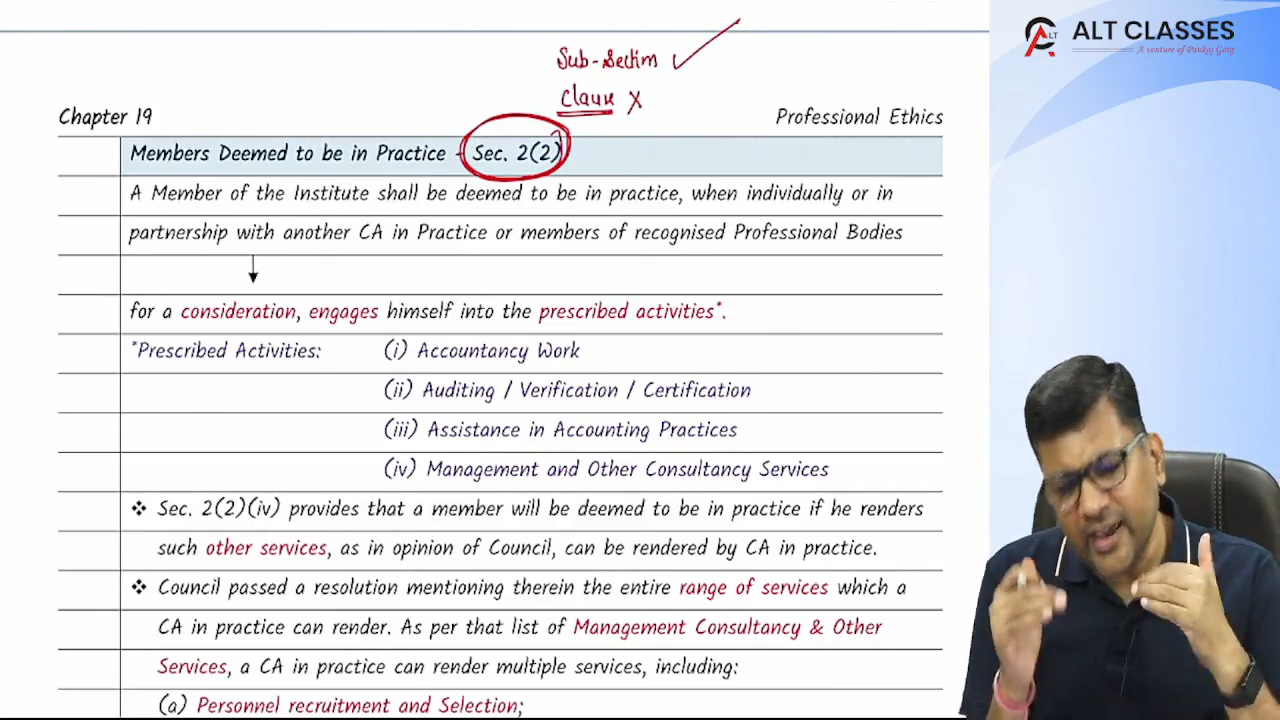 Sub-Section ✓
Clause X
ALT
ALT CLASSES
A venture of Pankaj Garg
Chapter 19
Professional Ethics
Members Deemed to be in Practice - Sec. 2(2)
A Member of the Institute shall be deemed to be in practice, when individually or in
partnership with another CA in Practice or members of recognised Professional Bodies
for a consideration, engages himself into the prescribed activities*.
*Prescribed Activities: (i) Accountancy Work
(ii) Auditing / Verification / Certification
(iii) Assistance in Accounting Practices
(iv) Management and Other Consultancy Services
❖ Sec. 2(2)(iv) provides that a member will be deemed to be in practice if he renders
such other services, as in opinion of Council, can be rendered by CA in practice.
❖ Council passed a resolution mentioning therein the entire range of services which a
CA in practice can render. As per that list of Management Consultancy & Other
Services, a CA in practice can render multiple services, including:
(a) Personnel recruitment and Selection;